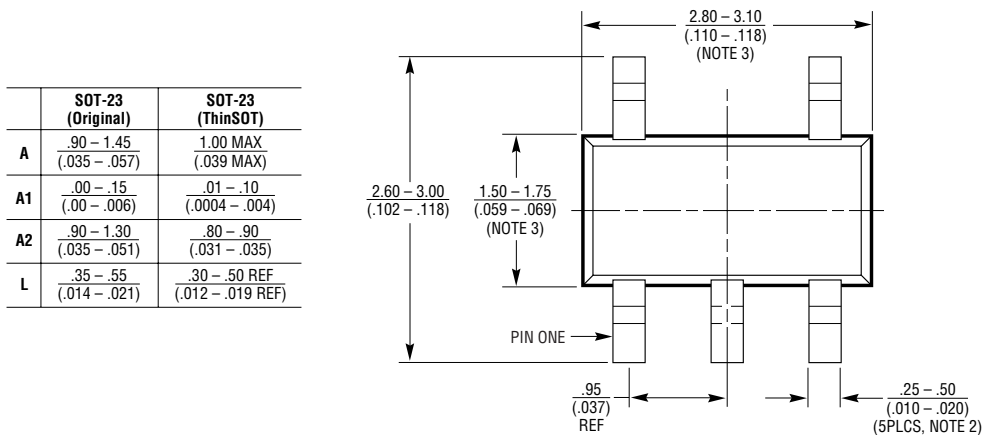 SOT-23 (Original)
SOT-23 (ThinSOT)
A
.90 – 1.45
(.035 – .057)
1.00 MAX
(.039 MAX)
A1
.00 – .15
(.00 – .006)
.01 – .10
(.0004 – .004)
A2
.90 – 1.30
(.035 – .051)
.80 – .90
(.031 – .035)
L
.35 – .55
(.014 – .021)
.30 – .50 REF
(.012 – .019 REF)
2.80 – 3.10
(.110 – .118)
(NOTE 3)
2.60 – 3.00
(.102 – .118)
1.50 – 1.75
(.059 – .069)
(NOTE 3)
PIN ONE
.95
(.037)
REF
.25 – .50
(.010 – .020)
(5PLCS, NOTE 2)